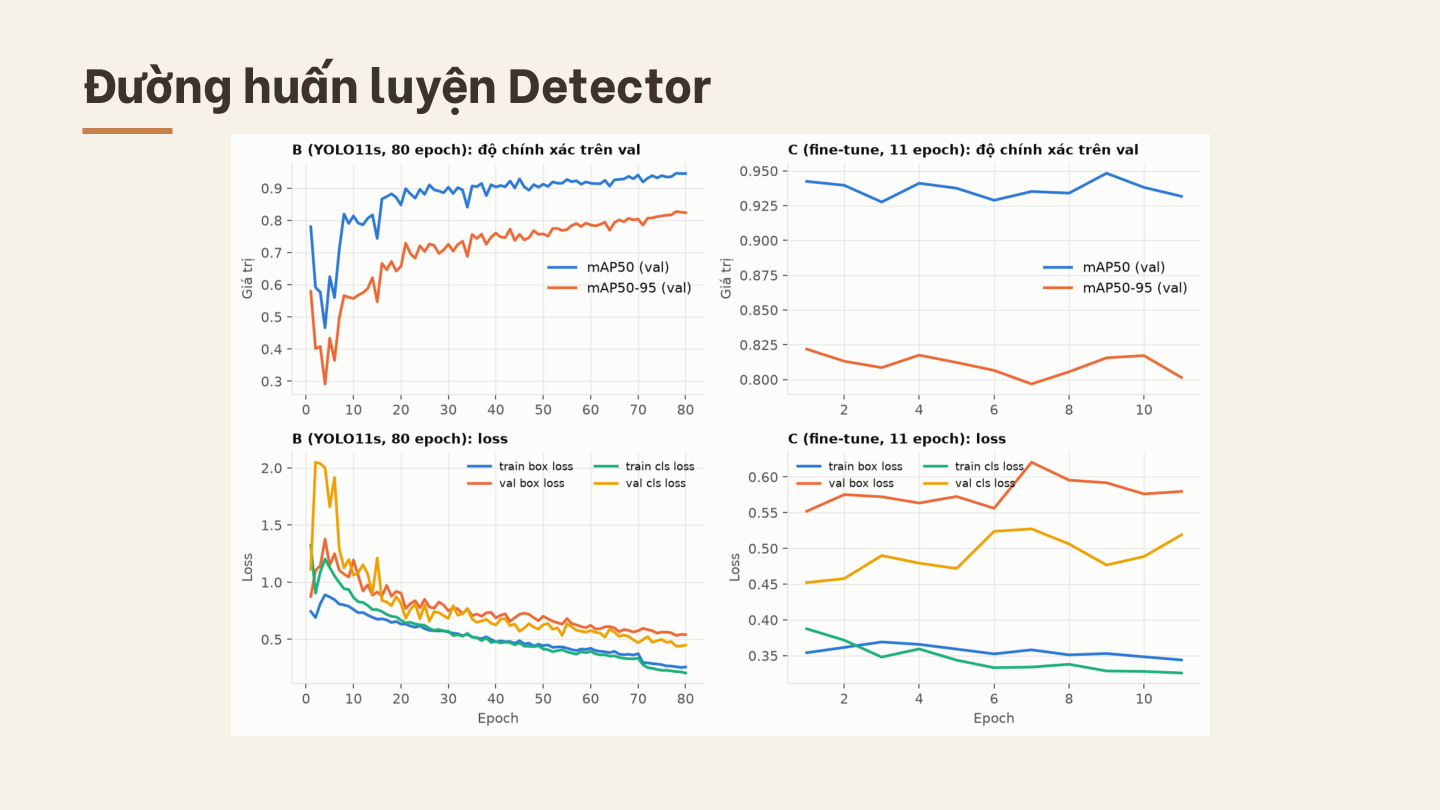 Đường huấn luyện Detector
B (YOLO11s, 80 epoch): độ chính xác trên val
Giá trị
0.9
0.8
0.7
0.6
0.5
0.4
0.3
mAP50 (val)
mAP50-95 (val)
0 10 20 30 40 50 60 70 80
C (fine-tune, 11 epoch): độ chính xác trên val
Giá trị
0.950
0.925
0.900
0.875
0.850
0.825
0.800
mAP50 (val)
mAP50-95 (val)
2 4 6 8 10
B (YOLO11s, 80 epoch): loss
Loss
2.0
1.5
1.0
0.5
train box loss train cls loss
val box loss val cls loss
0 10 20 30 40 50 60 70 80
Epoch
C (fine-tune, 11 epoch): loss
Loss
0.60
0.55
0.50
0.45
0.40
0.35
train box loss train cls loss
val box loss val cls loss
2 4 6 8 10
Epoch